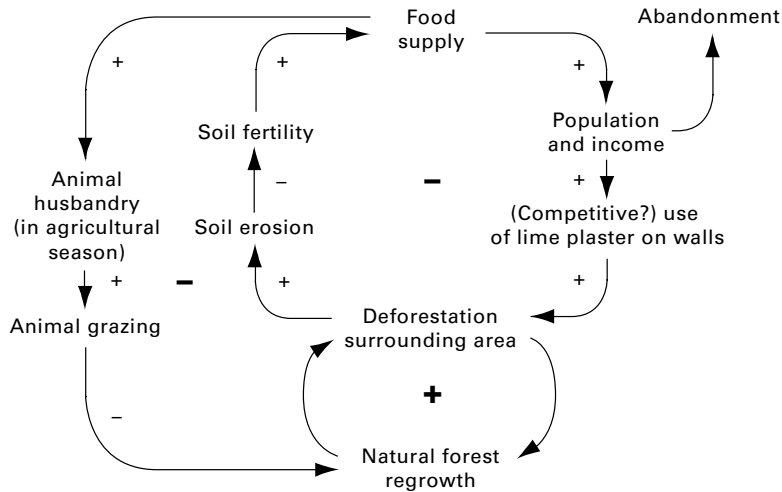 Food
supply
Abandonment
+
+
+
Soil fertility
Population
and income
Animal
husbandry
(in agricultural
season)
–
–
+
Soil erosion
(Competitive?) use
of lime plaster on walls
+
–
+
+
Animal grazing
Deforestation
surrounding area
+
–
Natural forest
regrowth